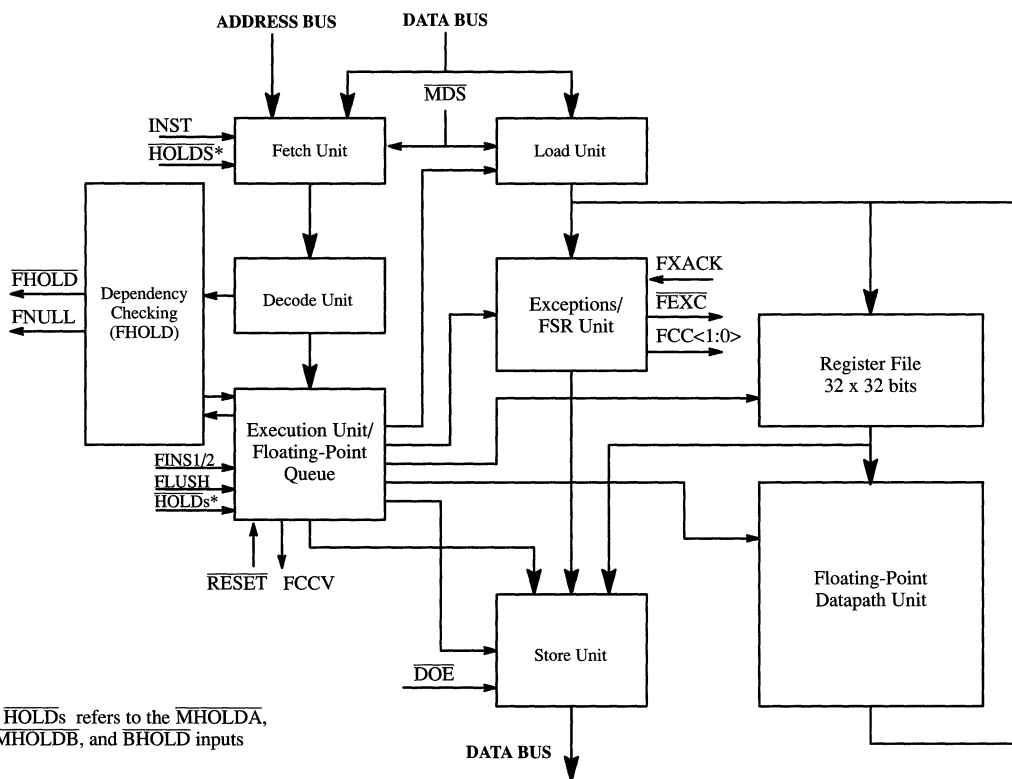 ADDRESS BUS
DATA BUS
MDS
INST
HOLDS*
Fetch Unit
Load Unit
FHOLD
FNULL
Dependency
Checking
(FHOLD)
Decode Unit
Exceptions/
FSR Unit
FXACK
FEXC
FCC<1:0>
Register File
32 x 32 bits
Execution Unit/
Floating-Point
Queue
FINS1/2
FLUSH
HOLDs*
RESET
FCCV
Floating-Point
Datapath Unit
Store Unit
DOE
HOLDs refers to the MHOLDA,
MHOLDB, and BHOLD inputs
DATA BUS